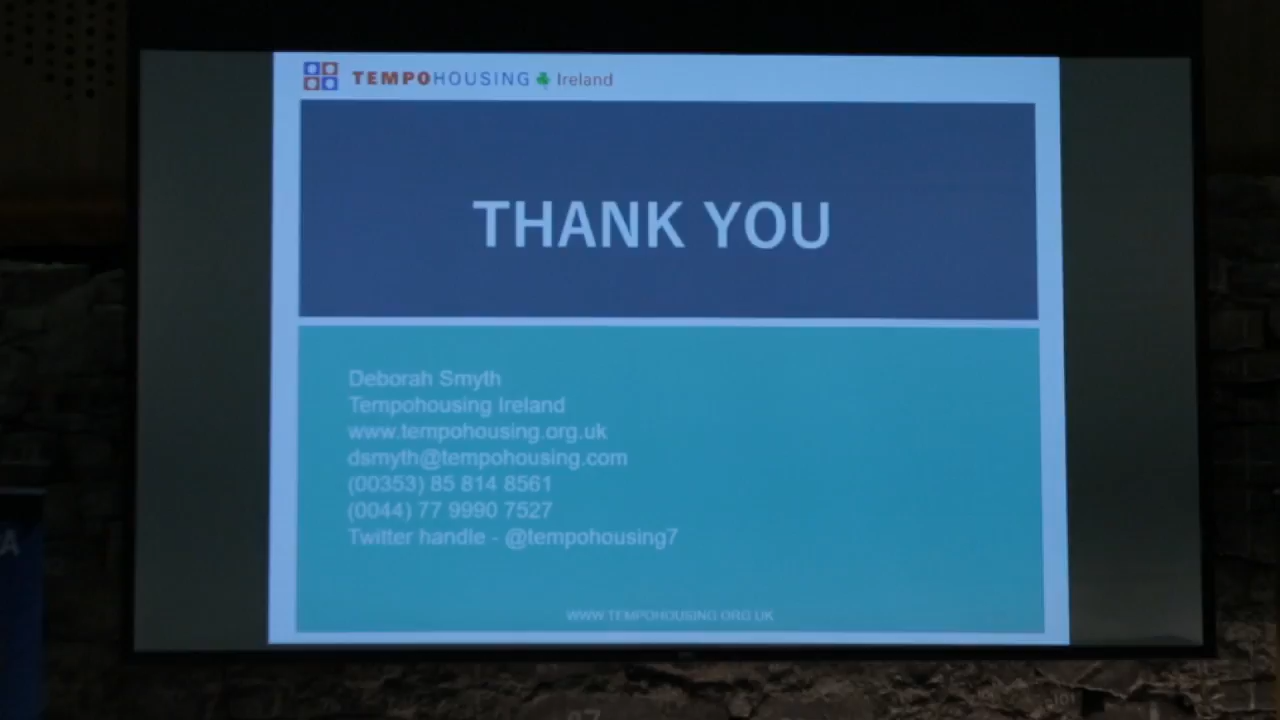 TEMPOHOUSING Ireland
THANK YOU
Deborah Smyth
Tempohousing Ireland
www.tempohousing.org.uk
dsmyth@tempohousing.com
(00353) 85 814 8561
(0044) 77 9990 7527
Twitter handle - @tempohousing7
WWW.TEMPOHOUSING.ORG.UK